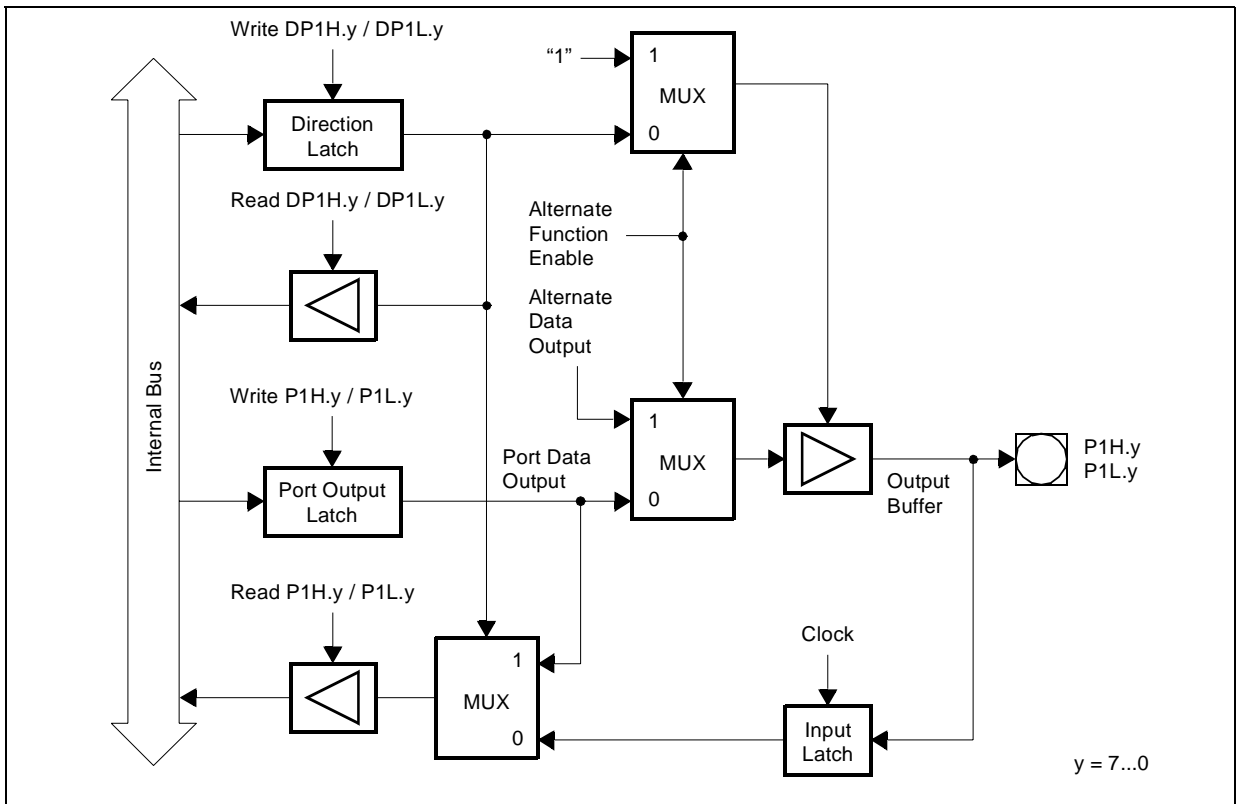 Write DP1H.y / DP1L.y
“1”
1
MUX
0
Direction
Latch
Read DP1H.y / DP1L.y
Alternate
Function
Enable
Alternate
Data
Output
Internal Bus
Write P1H.y / P1L.y
1
MUX
0
Port Data
Output
Port Output
Latch
Output
Buffer
P1H.y
P1L.y
Read P1H.y / P1L.y
Clock
1
MUX
0
Input
Latch
y = 7...0